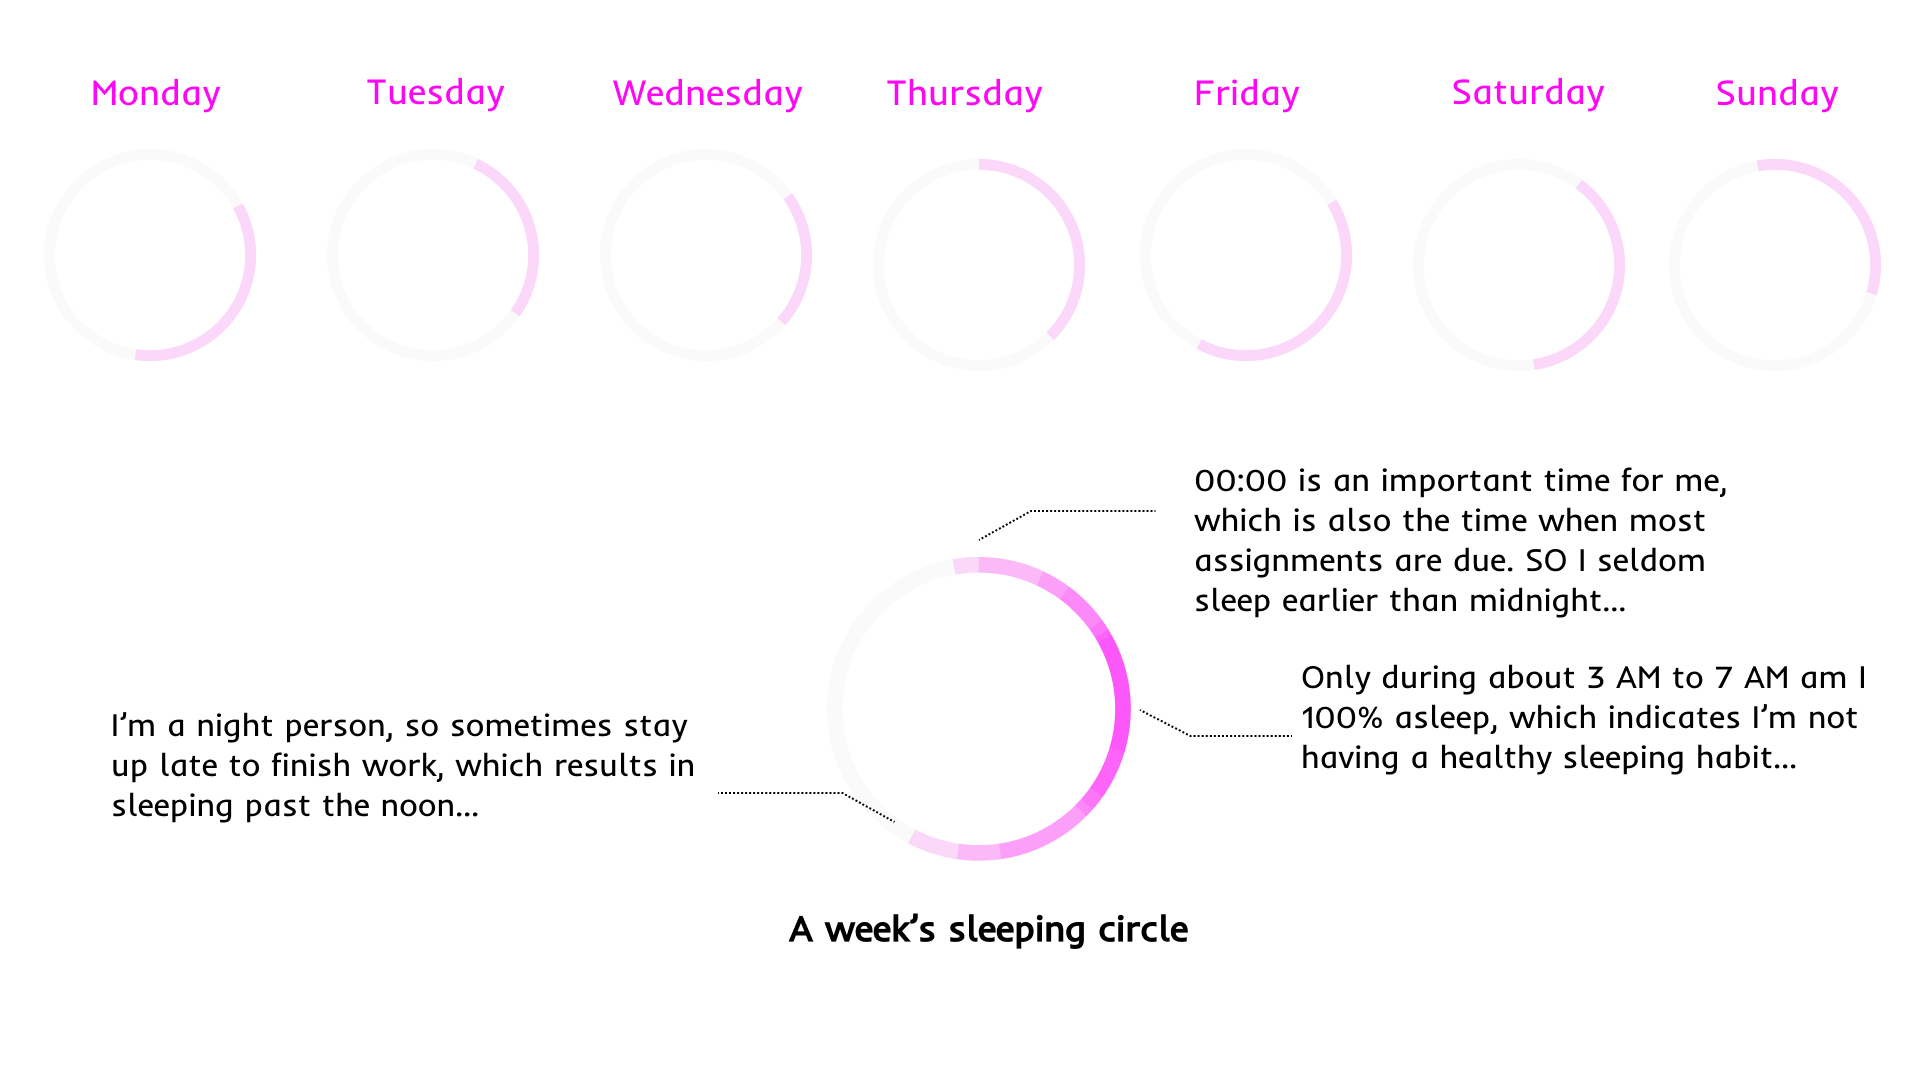 Monday
Tuesday
Wednesday
Thursday
Friday
Saturday
Sunday
00:00 is an important time for me,
which is also the time when most
assignments are due. SO I seldom
sleep earlier than midnight...
Only during about 3 AM to 7 AM am I
100% asleep, which indicates I'm not
having a healthy sleeping habit...
I'm a night person, so sometimes stay
up late to finish work, which results in
sleeping past the noon...
A week's sleeping circle